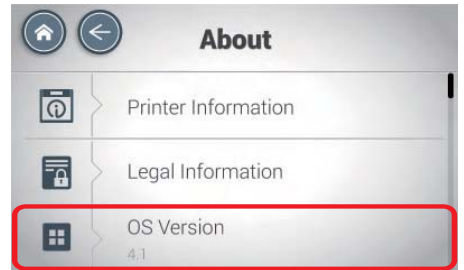 About
Printer Information
Legal Information
OS Version
4.1